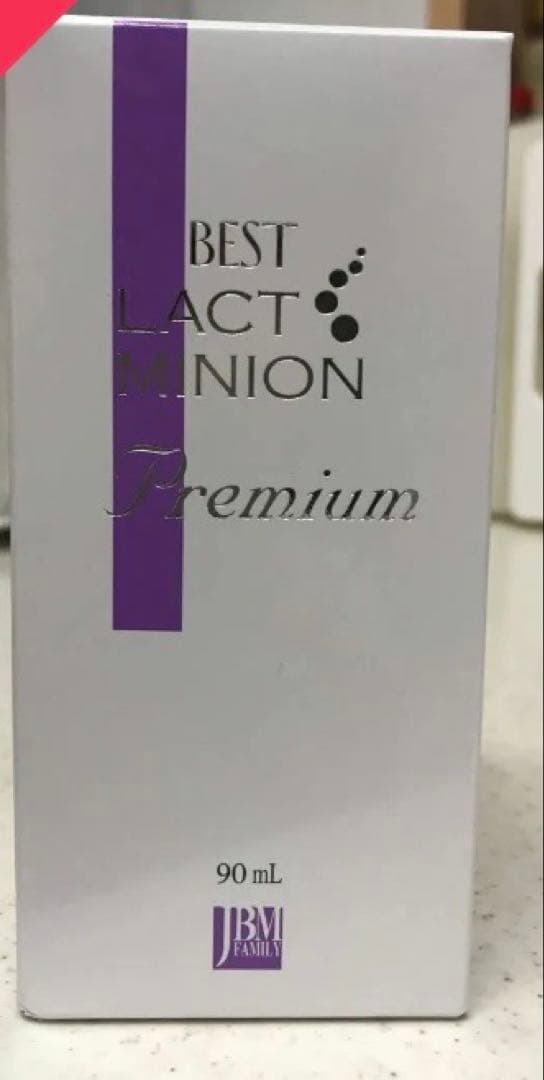 BEST
LACT
MINION
Premium
90 mL
JBM
FAMILY